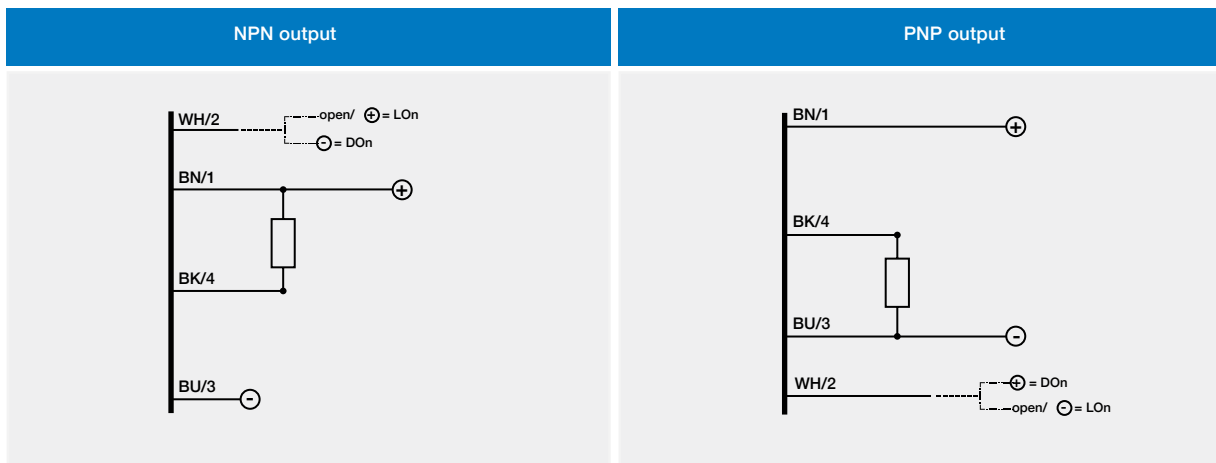 NPN output
WH/2
open/ + = LOn
- = DOn
BN/1
+
BK/4
BU/3
-
PNP output
BN/1
+
BK/4
BU/3
-
WH/2
+ = DOn
open/ - = LOn